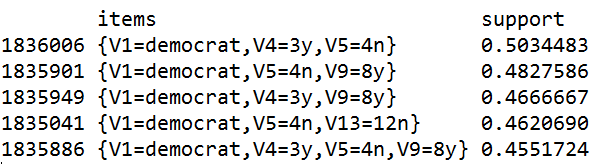 items support
1836006 {V1=democrat,V4=3y,V5=4n} 0.5034483
1835901 {V1=democrat,V5=4n,V9=8y} 0.4827586
1835949 {V1=democrat,V4=3y,V9=8y} 0.4666667
1835041 {V1=democrat,V5=4n,V13=12n} 0.4620690
1835886 {V1=democrat,V4=3y,V5=4n,V9=8y} 0.4551724